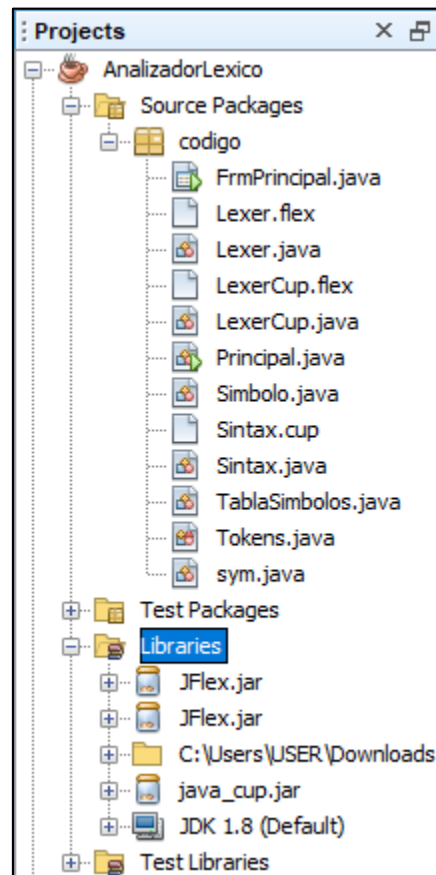 Projects
AnalizadorLexico
Source Packages
codigo
FrmPrincipal.java
Lexer.flex
Lexer.java
LexerCup.flex
LexerCup.java
Principal.java
Simbolo.java
Sintax.cup
Sintax.java
TablaSimbolos.java
Tokens.java
sym.java
Test Packages
Libraries
JFlex.jar
JFlex.jar
C:\Users\USER\Downloads
java_cup.jar
JDK 1.8 (Default)
Test Libraries